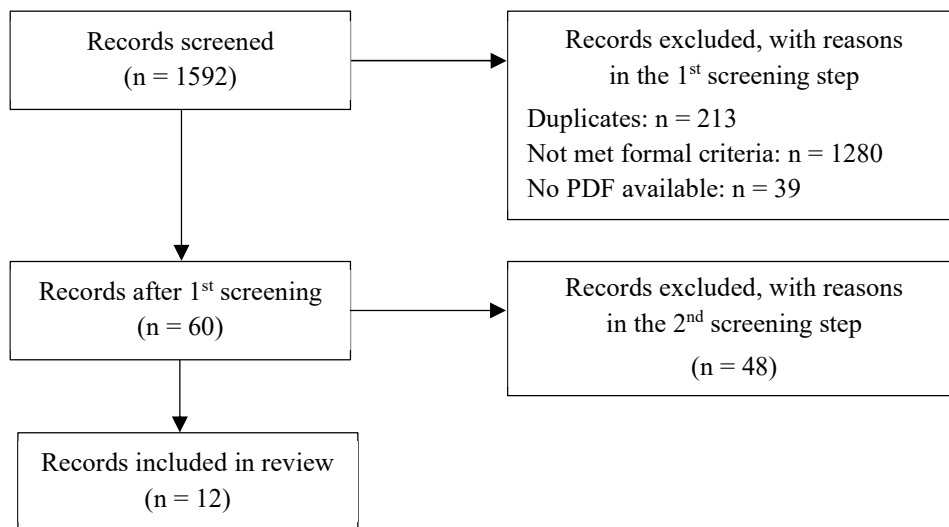 Records screened
(n = 1592)
Records excluded, with reasons
in the 1st screening step
Duplicates: n = 213
Not met formal criteria: n = 1280
No PDF available: n = 39
Records after 1st screening
(n = 60)
Records excluded, with reasons
in the 2nd screening step
(n = 48)
Records included in review
(n = 12)